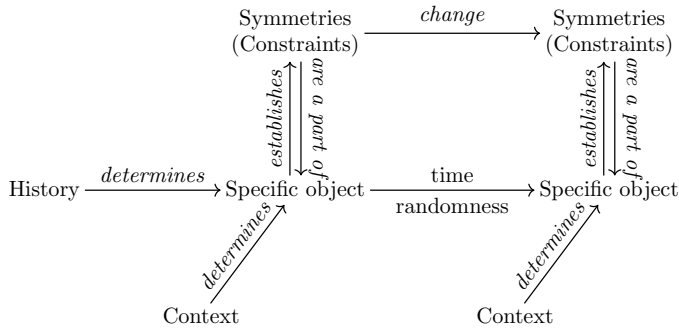 Symmetries
(Constraints)
change
Symmetries
(Constraints)
establishes
are a part of
establishes
are a part of
History
determines
Specific object
time
randomness
Specific object
determines
determines
Context
Context